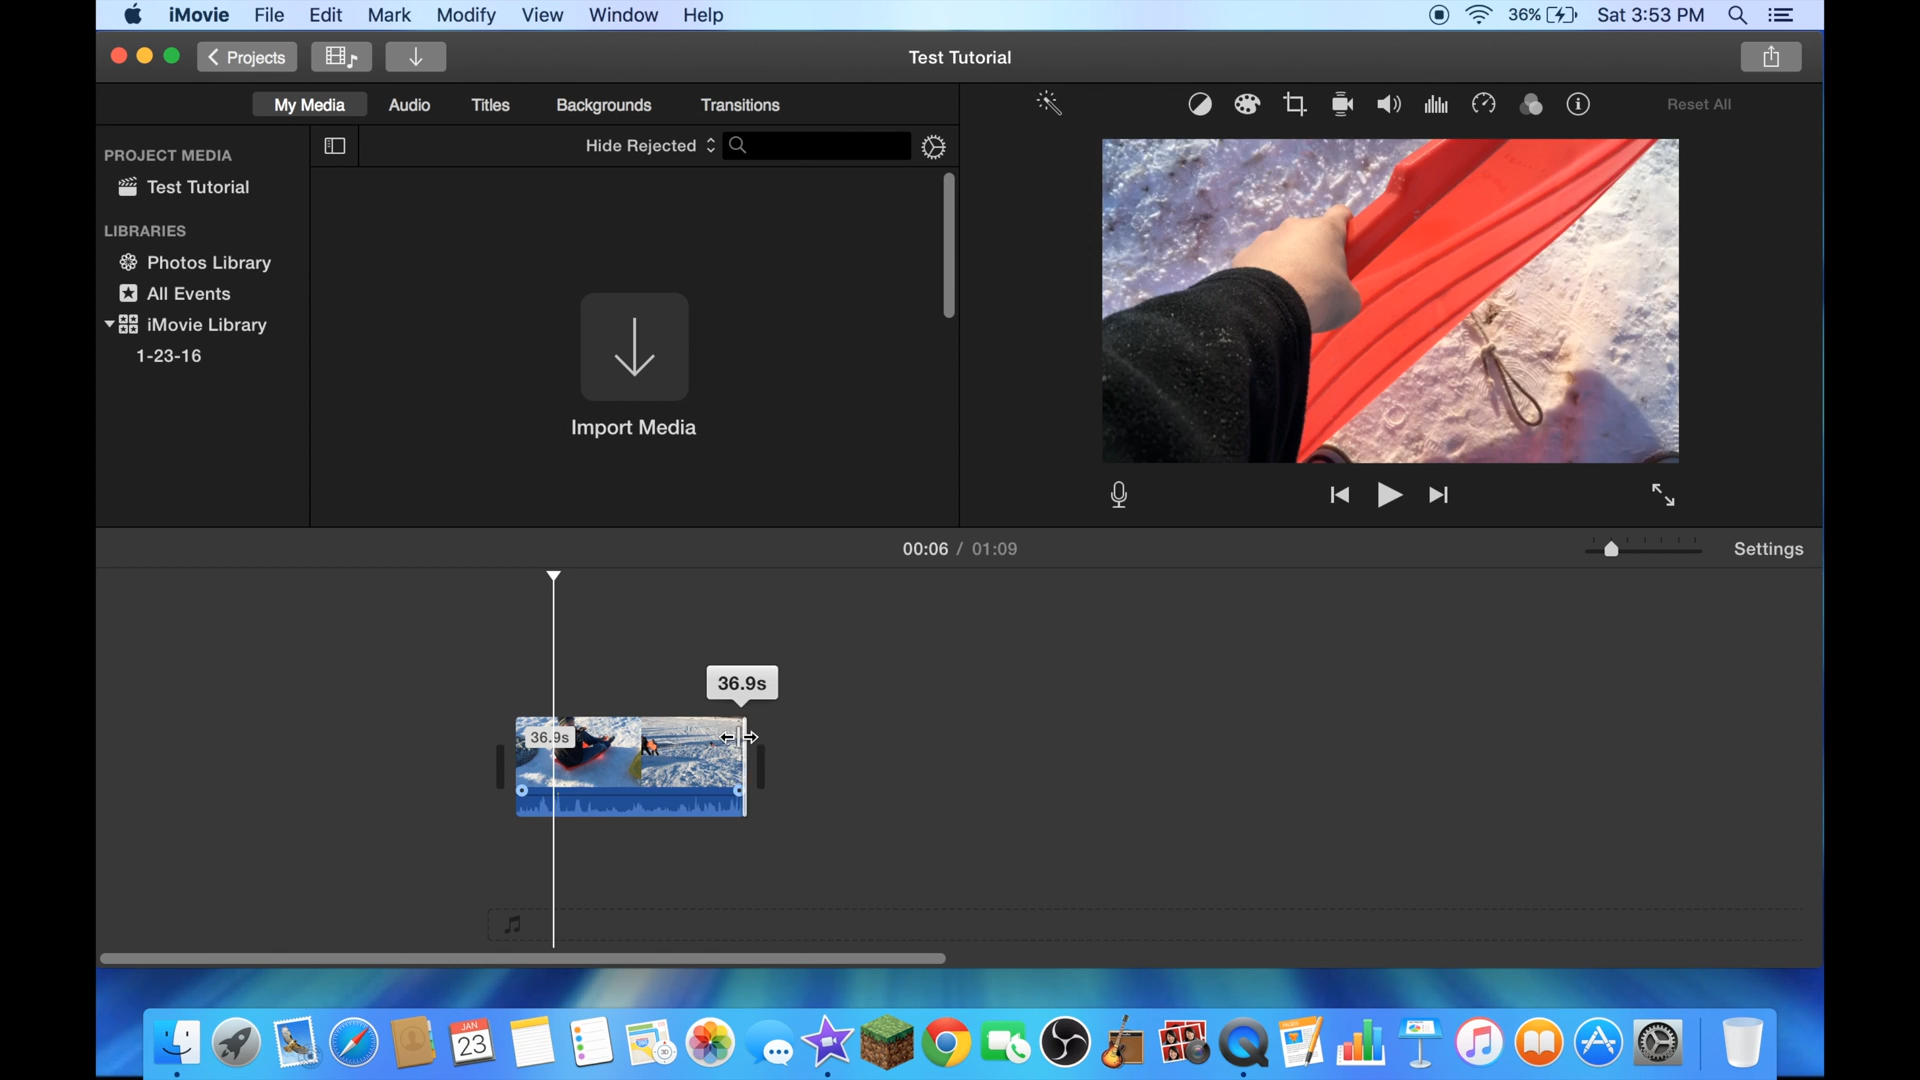 iMovie File Edit Mark Modify View Window Help 36% Sat 3:53 PM
Projects Test Tutorial
My Media Audio Titles Backgrounds Transitions Reset All
PROJECT MEDIA
Hide Rejected
Test Tutorial
LIBRARIES
Photos Library
All Events
iMovie Library
1-23-16
Import Media
00:06 / 01:09 Settings
36.9s
36.9s
JAN
23